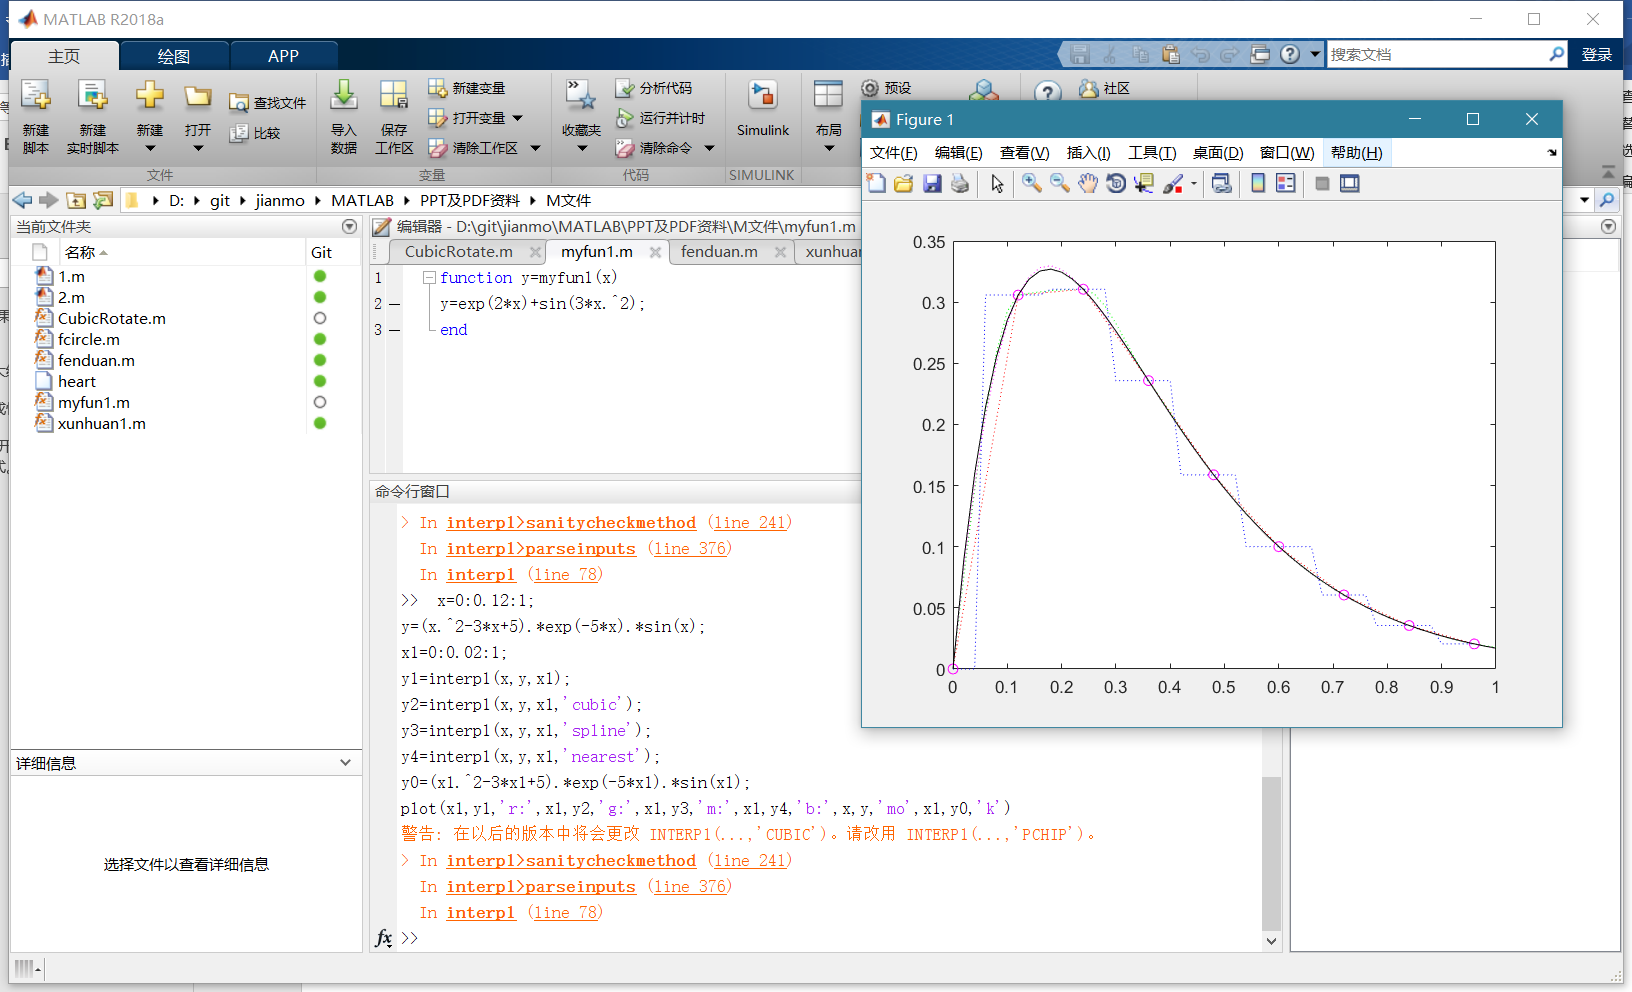 MATLAB R2018a
主页
绘图
APP
搜索文档
登录
新建
脚本
新建
实时脚本
新建
打开
查找文件
比较
文件
导入
数据
保存
工作区
新建变量
打开变量
清除工作区
变量
收藏夹
分析代码
运行并计时
清除命令
代码
Simulink
SIMULINK
布局
预设
社区
D: git jianmo MATLAB PPT及PDF资料 M文件
当前文件夹
名称
Git
1.m
2.m
CubicRotate.m
fcircle.m
fenduan.m
heart
myfun1.m
xunhuan1.m
详细信息
选择文件以查看详细信息
编辑器 - D:\git\jianmo\MATLAB\PPT及PDF资料\M文件\myfun1.m
CubicRotate.m
myfun1.m
fenduan.m
xunhuan
1 function y=myfun1(x)
2 — y=exp(2*x)+sin(3*x.^2);
3 — end
命令行窗口
> In interp1>sanitycheckmethod (line 241)
In interp1>parseinputs (line 376)
In interp1 (line 78)
>> x=0:0.12:1;
y=(x.^2-3*x+5).*exp(-5*x).*sin(x);
x1=0:0.02:1;
y1=interp1(x,y,x1);
y2=interp1(x,y,x1,'cubic');
y3=interp1(x,y,x1,'spline');
y4=interp1(x,y,x1,'nearest');
y0=(x1.^2-3*x1+5).*exp(-5*x1).*sin(x1);
plot(x1,y1,'r:',x1,y2,'g:',x1,y3,'m:',x1,y4,'b:',x,y,'mo',x1,y0,'k')
警告: 在以后的版本中将会更改 INTERP1(...,'CUBIC')。请改用 INTERP1(...,'PCHIP')。
> In interp1>sanitycheckmethod (line 241)
In interp1>parseinputs (line 376)
In interp1 (line 78)
fx >>
Figure 1
文件(F) 编辑(E) 查看(V) 插入(I) 工具(T) 桌面(D) 窗口(W) 帮助(H)
0.35
0.3
0.25
0.2
0.15
0.1
0.05
0
0 0.1 0.2 0.3 0.4 0.5 0.6 0.7 0.8 0.9 1